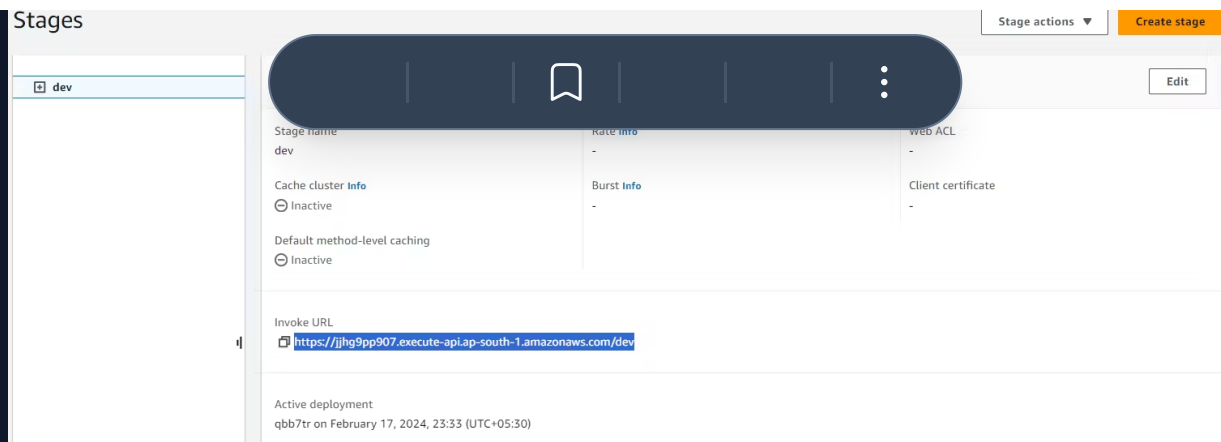 Stages
Stage actions
Create stage
dev
Edit
Stage name
Rate Info
Web ACL
dev
-
-
Cache cluster Info
Burst Info
Client certificate
Inactive
-
-
Default method-level caching
Inactive
Invoke URL
https://jjhg9pp907.execute-api.ap-south-1.amazonaws.com/dev
Active deployment
qbb7tr on February 17, 2024, 23:33 (UTC+05:30)